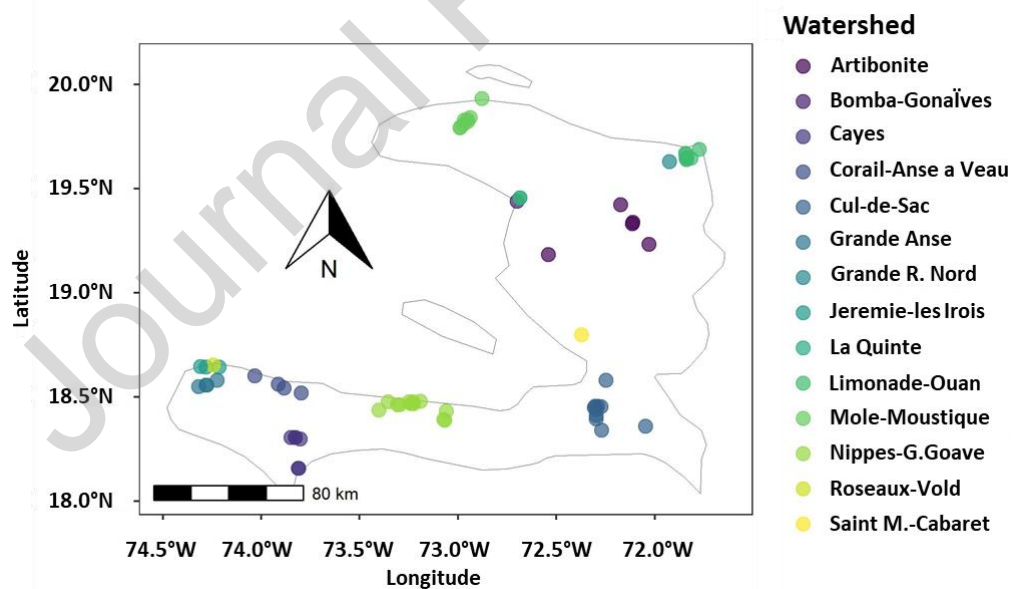 Journal P
Watershed
Artibonite
Bomba-GonaÏves
Cayes
Corail-Anse a Veau
Cul-de-Sac
Grande Anse
Grande R. Nord
Jeremie-les Irois
La Quinte
Limonade-Ouan
Mole-Moustique
Nippes-G.Goave
Roseaux-Vold
Saint M.-Cabaret
Latitude
20.0°N
19.5°N
19.0°N
18.5°N
18.0°N
N
80 km
74.5°W 74.0°W 73.5°W 73.0°W 72.5°W 72.0°W
Longitude